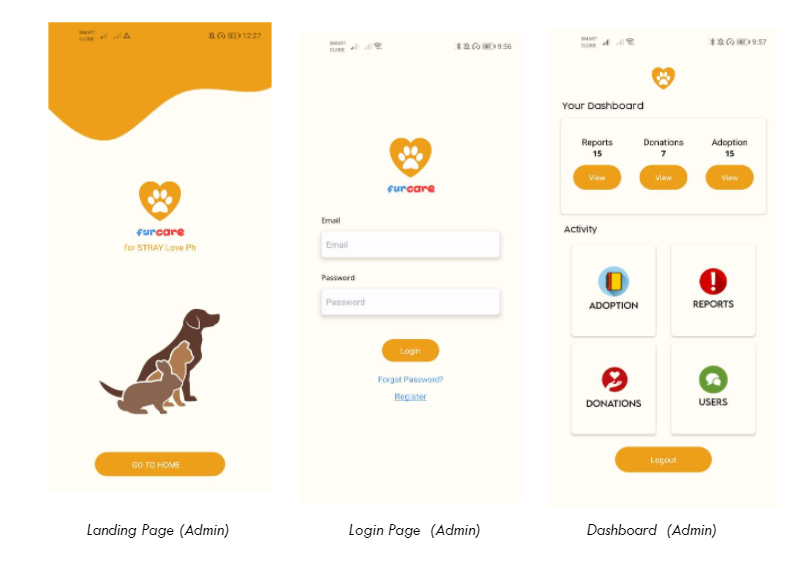 SMART
GLOBE
12:27
furcare
for STRAY Love Ph
GO TO HOME
Landing Page (Admin)
SMART
GLOBE
9:56
furcare
Email
Email
Password
Password
Login
Forgot Password?
Register
Login Page (Admin)
SMART
GLOBE
9:57
Your Dashboard
Reports Donations Adoption
15 7 15
View View View
Activity
ADOPTION REPORTS
DONATIONS USERS
Logout
Dashboard (Admin)